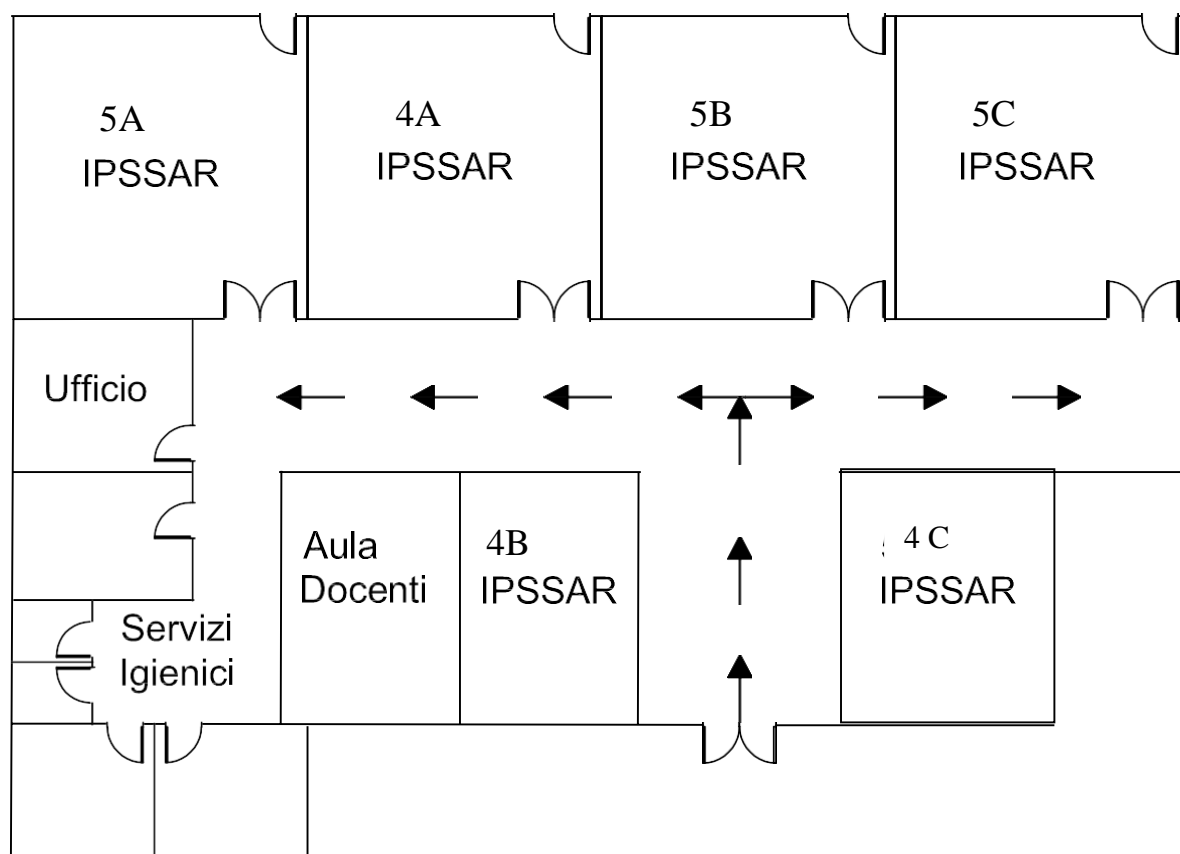 5A
IPSSAR
4A
IPSSAR
5B
IPSSAR
5C
IPSSAR
Ufficio
Aula
Docenti
4B
IPSSAR
4 C
IPSSAR
Servizi
Igienici